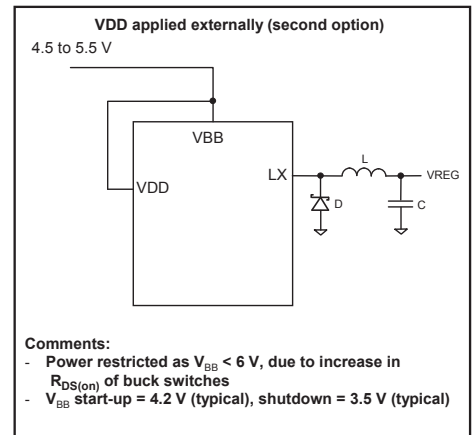 VDD applied externally (second option)
4.5 to 5.5 V
VBB
VDD
LX
L
VREG
D
C
Comments:
- Power restricted as VBB < 6 V, due to increase in
RDS(on) of buck switches
- VBB start-up = 4.2 V (typical), shutdown = 3.5 V (typical)